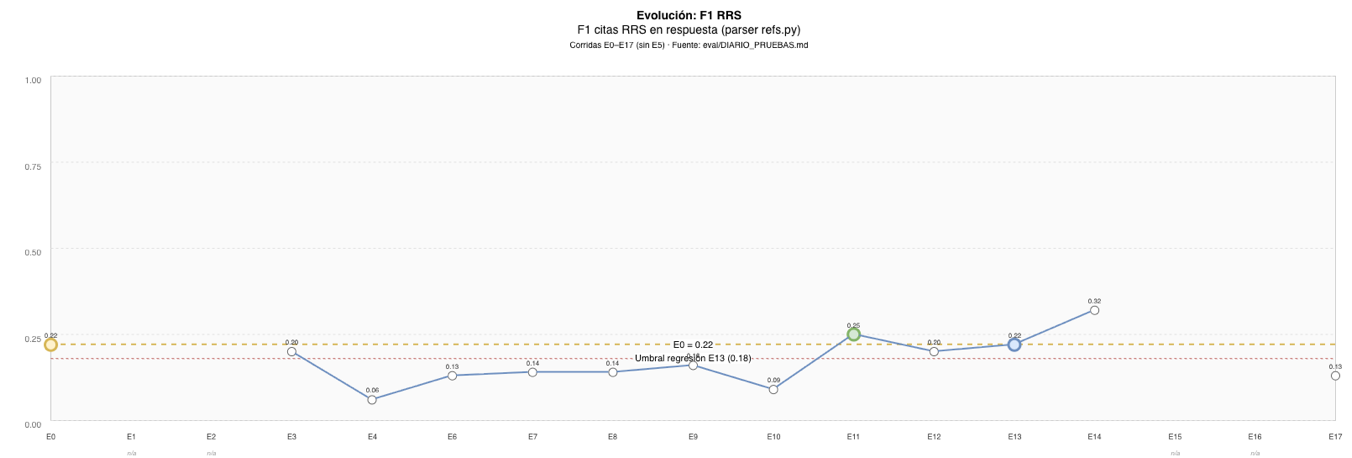 Evolución: F1 RRS
F1 citas RRS en respuesta (parser refs.py)
Corridas E0–E17 (sin E5) · Fuente: eval/DIARIO_PRUEBAS.md
1.00
0.75
0.50
0.25
0.00
0.22
0.20
0.06
0.13
0.14
0.14
0.09
0.25
0.20
0.22
0.32
0.13
E0 = 0.22
Umbral regresión E13 (0.18)
E0 E1 E2 E3 E4 E6 E7 E8 E9 E10 E11 E12 E13 E14 E15 E16 E17
n/a n/a n/a n/a